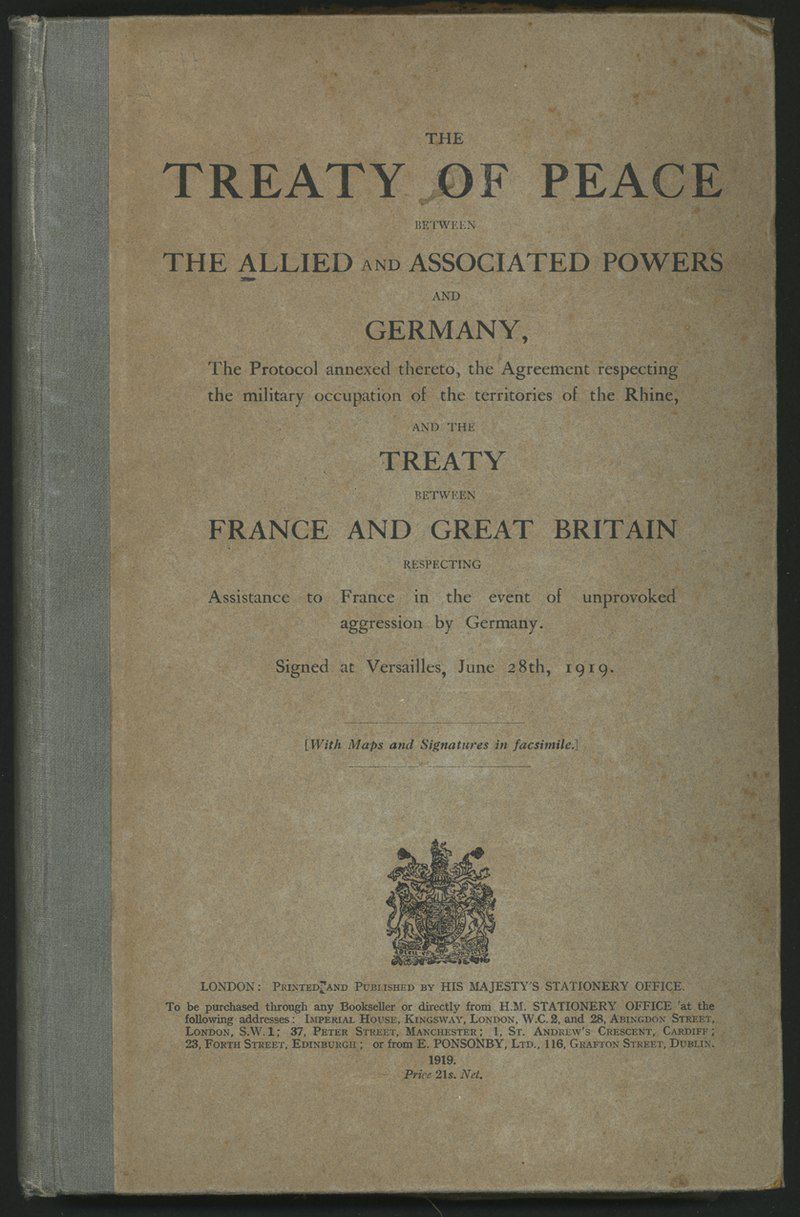 THE
TREATY OF PEACE
BETWEEN
THE ALLIED AND ASSOCIATED POWERS
AND
GERMANY,
The Protocol annexed thereto, the Agreement respecting
the military occupation of the territories of the Rhine,
AND THE
TREATY
BETWEEN
FRANCE AND GREAT BRITAIN
RESPECTING
Assistance to France in the event of unprovoked
aggression by Germany.
Signed at Versailles, June 28th, 1919.
[With Maps and Signatures in facsimile.]
LONDON: PRINTED AND PUBLISHED BY HIS MAJESTY'S STATIONERY OFFICE.
To be purchased through any Bookseller or directly from H.M. STATIONERY OFFICE at the
following addresses: IMPERIAL HOUSE, KINGSWAY, LONDON, W.C.2, and 28, ABINGDON STREET,
LONDON, S.W.1; 37, PETER STREET, MANCHESTER; 1, ST. ANDREW'S CRESCENT, CARDIFF;
23, FORTH STREET, EDINBURGH; or from E. PONSONBY, LTD., 116, GRAFTON STREET, DUBLIN.
1919.
Price 21s. Net.